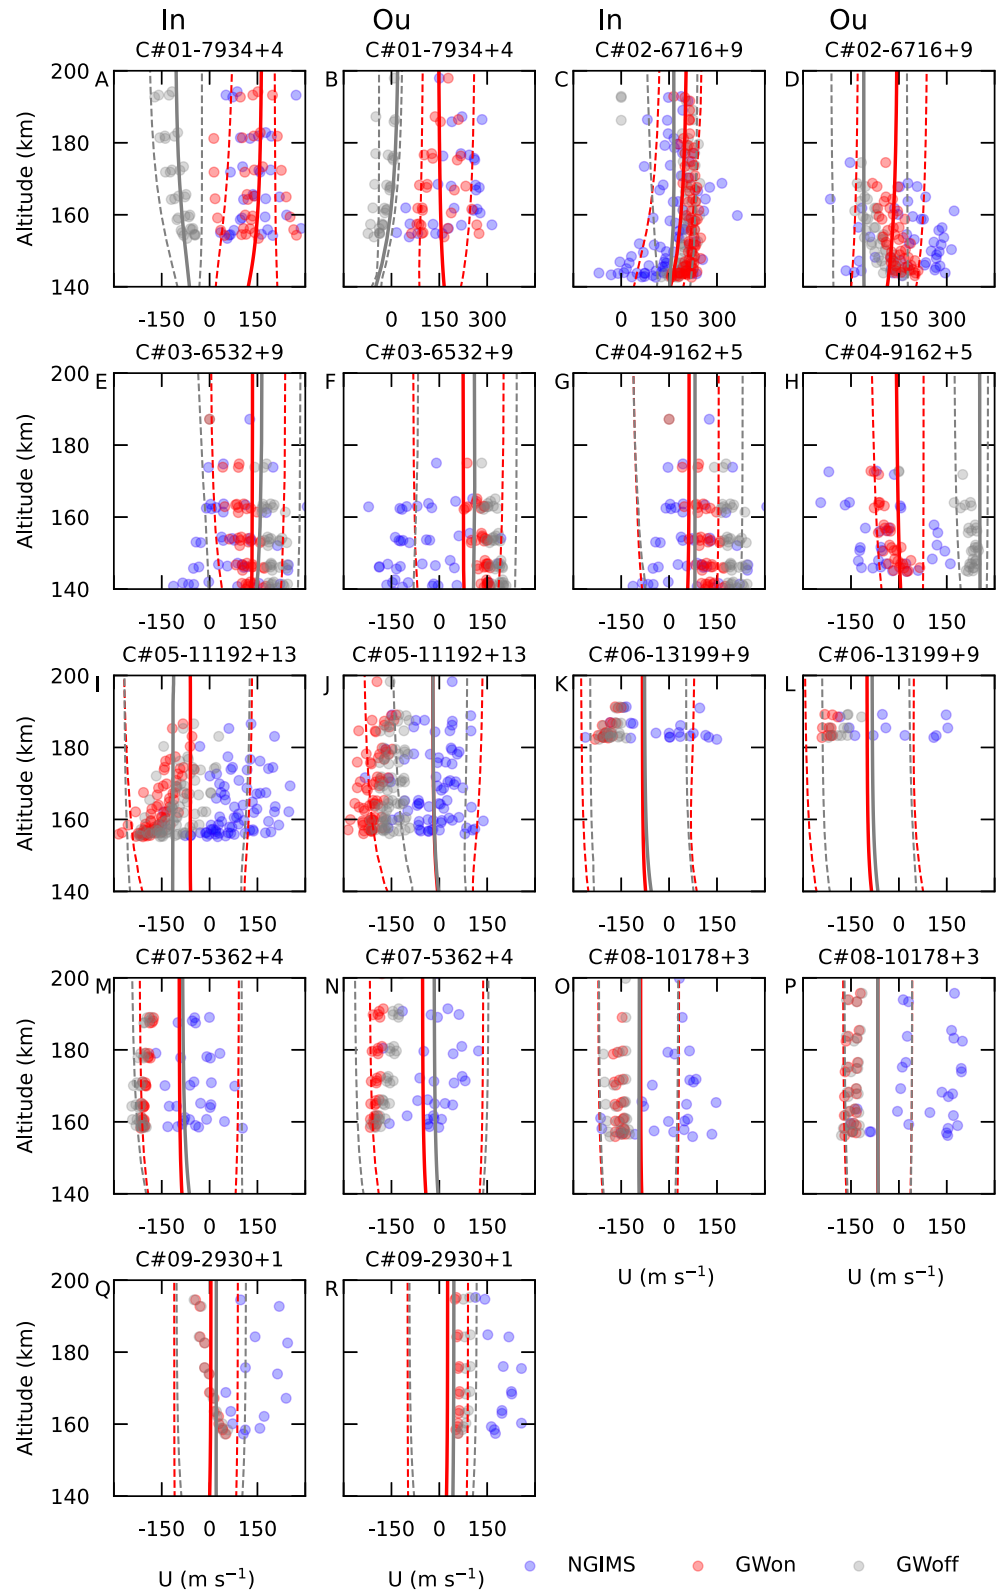 In Ou In Ou
C#01-7934+4 C#01-7934+4 C#02-6716+9 C#02-6716+9
A B C D
200
180
160
140
Altitude (km)
-150 0 150 0 150 300 0 150 0 150 300
C#03-6532+9 C#03-6532+9 C#04-9162+5 C#04-9162+5
E F G H
200
180
160
140
Altitude (km)
-150 0 150 -150 0 150 -150 0 150 -150 0 150
C#05-11192+13 C#05-11192+13 C#06-13199+9 C#06-13199+9
I J K L
200
180
160
140
Altitude (km)
-150 0 150 -150 0 150 -150 0 150 -150 0 150
C#07-5362+4 C#07-5362+4 C#08-10178+3 C#08-10178+3
M N O P
200
180
160
140
Altitude (km)
-150 0 150 -150 0 150 -150 0 150 -150 0 150
C#09-2930+1 C#09-2930+1 U (m s⁻¹) U (m s⁻¹)
Q R
200
180
160
140
Altitude (km)
-150 0 150 -150 0 150
U (m s⁻¹) U (m s⁻¹) NGIMS GWon GWoff